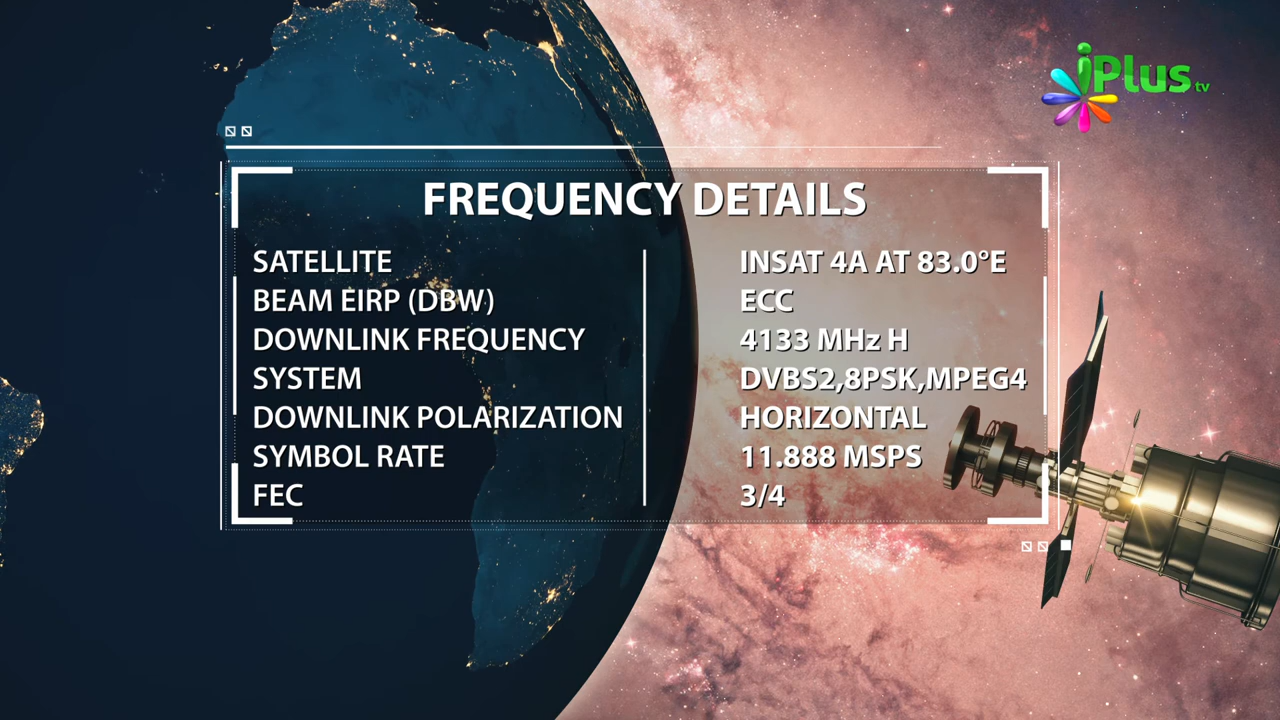 iPlus tv
FREQUENCY DETAILS
SATELLITE INSAT 4A AT 83.0°E
BEAM EIRP (DBW) ECC
DOWNLINK FREQUENCY 4133 MHz H
SYSTEM DVBS2,8PSK,MPEG4
DOWNLINK POLARIZATION HORIZONTAL
SYMBOL RATE 11.888 MSPS
FEC 3/4